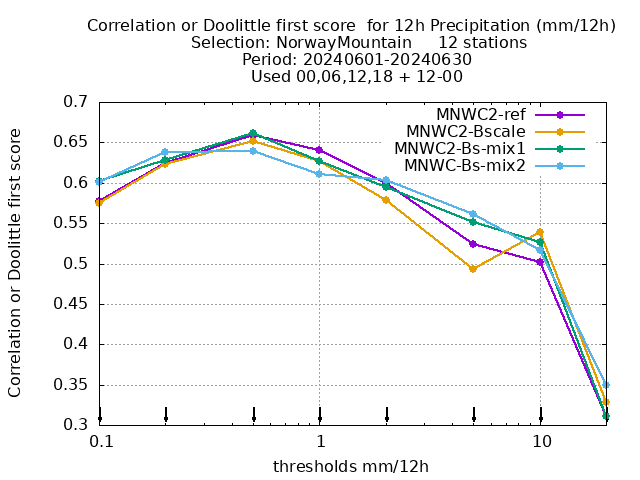 Correlation or Doolittle first score  for 12h Precipitation (mm/12h)
Selection: NorwayMountain     12 stations
Period: 20240601-20240630
Used 00,06,12,18 + 12-00
MNWC2-ref
MNWC2-Bscale
MNWC2-Bs-mix1
MNWC-Bs-mix2
Correlation or Doolittle first score
0.7
0.65
0.6
0.55
0.5
0.45
0.4
0.35
0.3
0.1
1
10
thresholds mm/12h